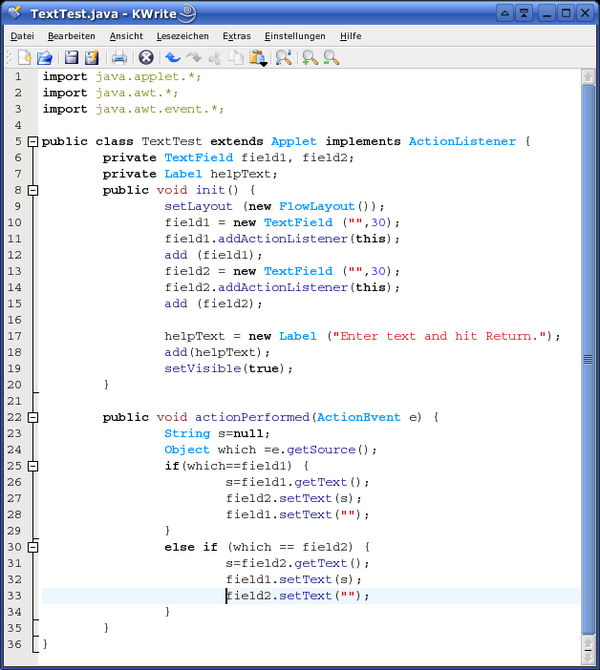 TextTest.java - KWrite
Datei Bearbeiten Ansicht Lesezeichen Extras Einstellungen Hilfe
1 import java.applet.*;
2 import java.awt.*;
3 import java.awt.event.*;
4
5 public class TextTest extends Applet implements ActionListener {
6 private TextField field1, field2;
7 private Label helpText;
8 public void init() {
9 setLayout (new FlowLayout());
10 field1 = new TextField ("",30);
11 field1.addActionListener(this);
12 add (field1);
13 field2 = new TextField ("",30);
14 field2.addActionListener(this);
15 add (field2);
16
17 helpText = new Label ("Enter text and hit Return.");
18 add(helpText);
19 setVisible(true);
20 }
21
22 public void actionPerformed(ActionEvent e) {
23 String s=null;
24 Object which =e.getSource();
25 if(which==field1) {
26 s=field1.getText();
27 field2.setText(s);
28 field1.setText("");
29 }
30 else if (which == field2) {
31 s=field2.getText();
32 field1.setText(s);
33 field2.setText("");
34 }
35 }
36 }